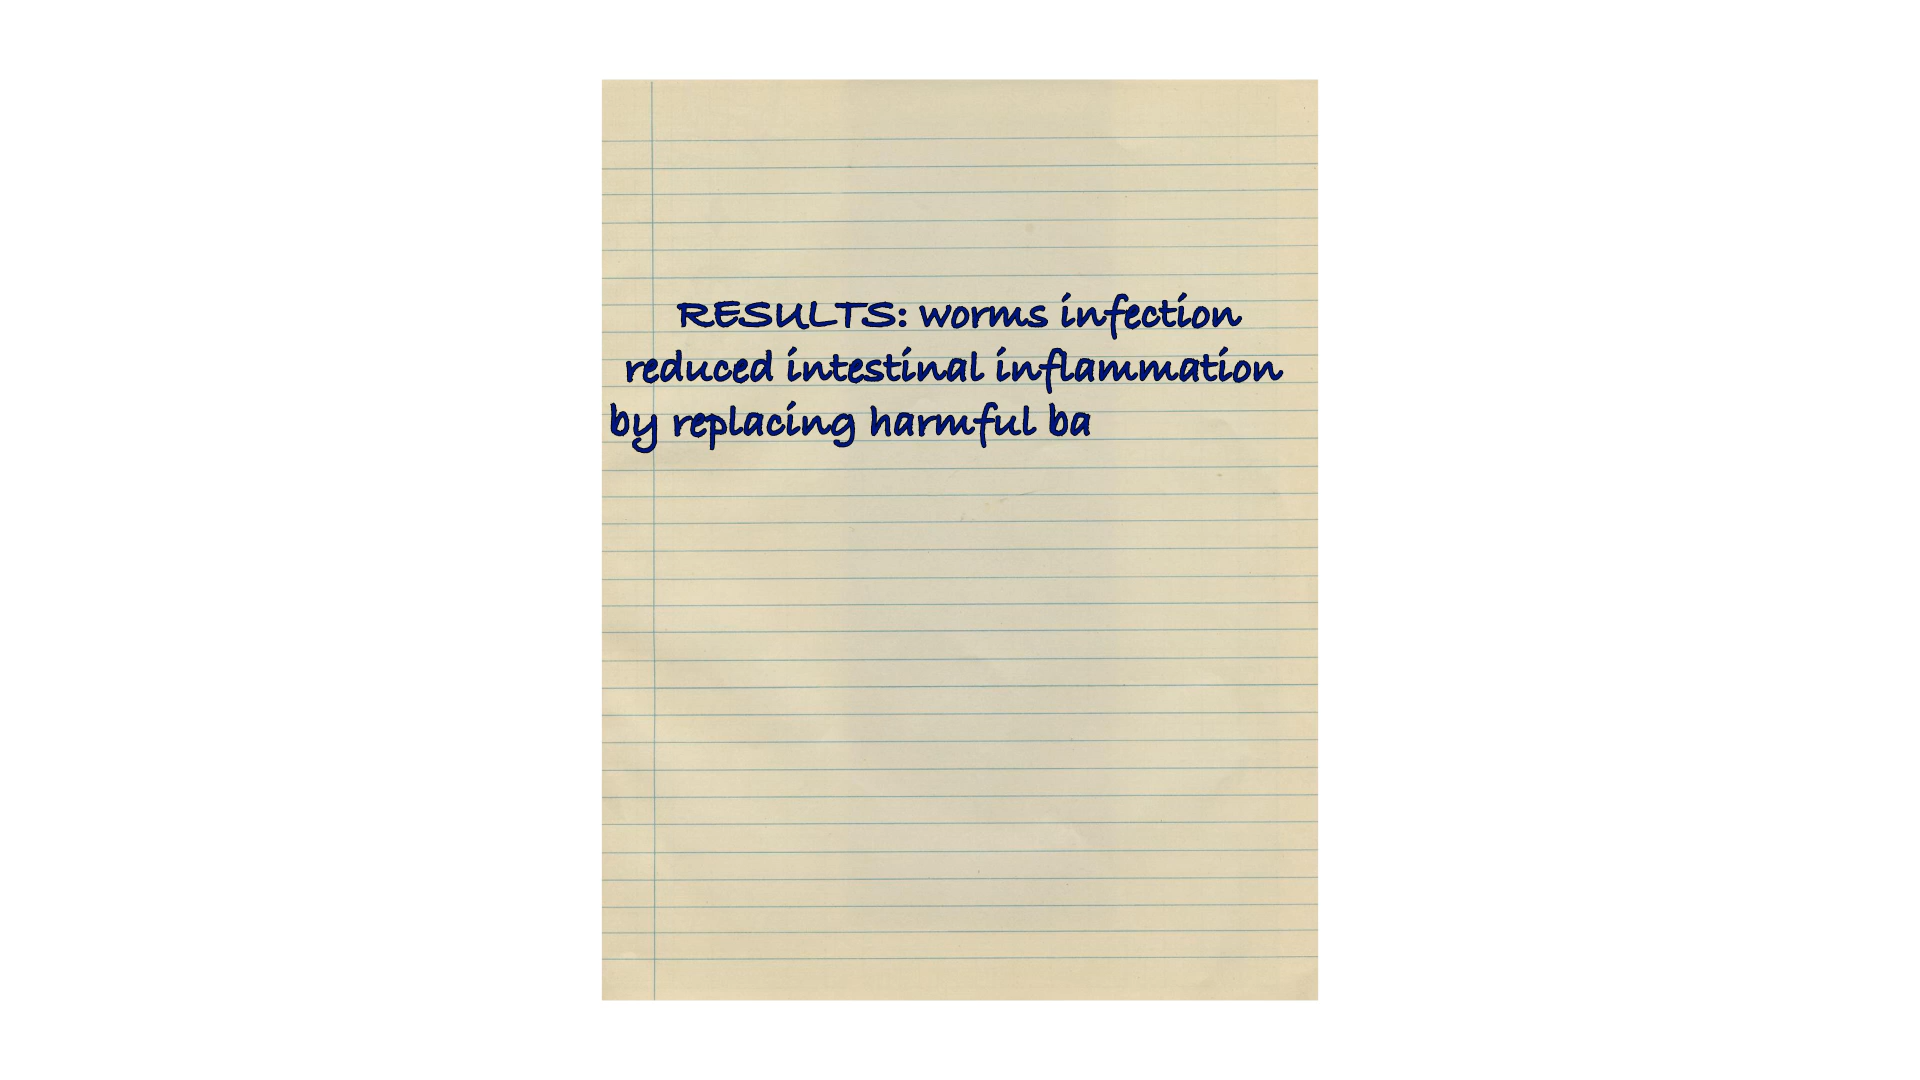 RESULTS: worms infection
reduced intestinal inflammation
by replacing harmful ba